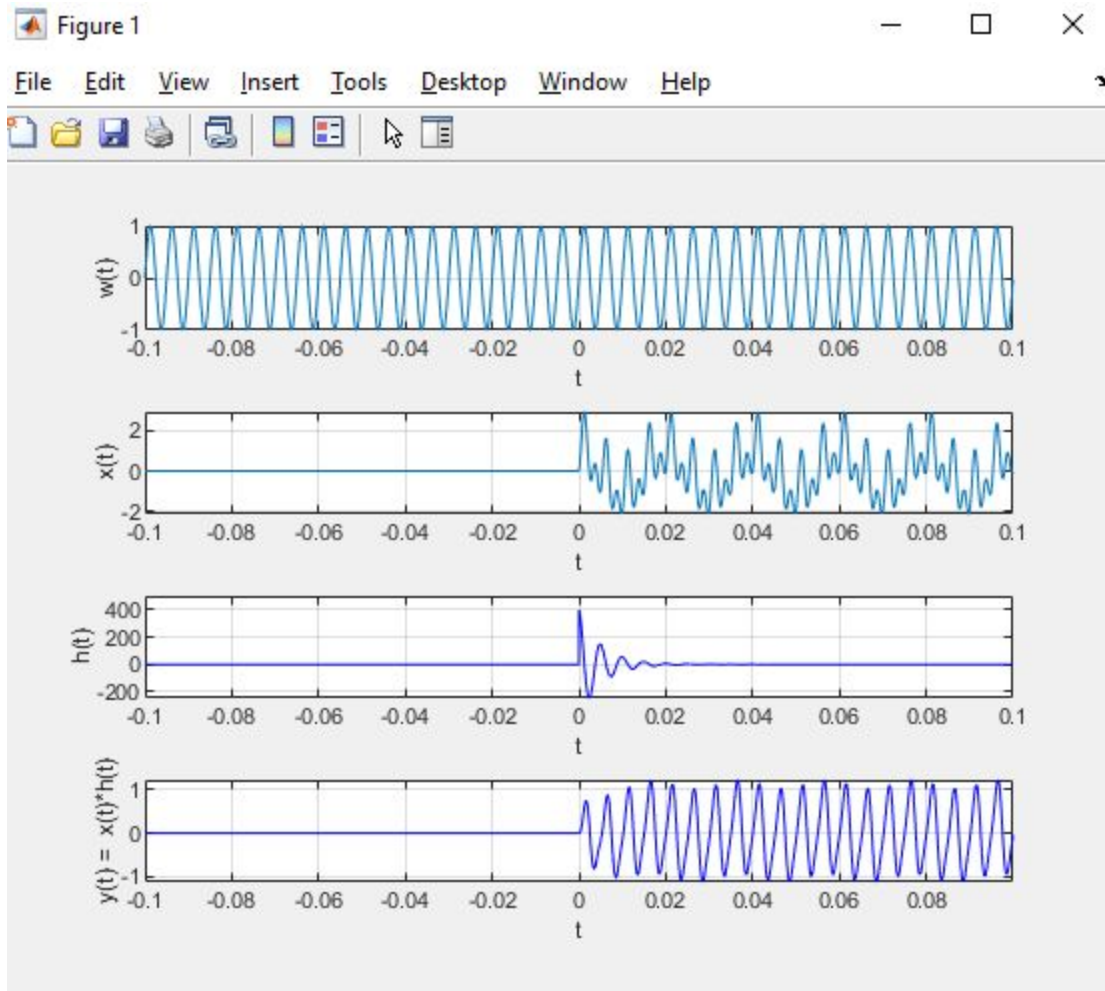 Figure 1
File Edit View Insert Tools Desktop Window Help
w(t)
1
0
-1
-0.1 -0.08 -0.06 -0.04 -0.02 0 0.02 0.04 0.06 0.08 0.1
t
x(t)
2
0
-2
-0.1 -0.08 -0.06 -0.04 -0.02 0 0.02 0.04 0.06 0.08 0.1
t
h(t)
400
200
0
-200
-0.1 -0.08 -0.06 -0.04 -0.02 0 0.02 0.04 0.06 0.08 0.1
t
y(t) = x(t)*h(t)
1
0
-1
-0.1 -0.08 -0.06 -0.04 -0.02 0 0.02 0.04 0.06 0.08
t